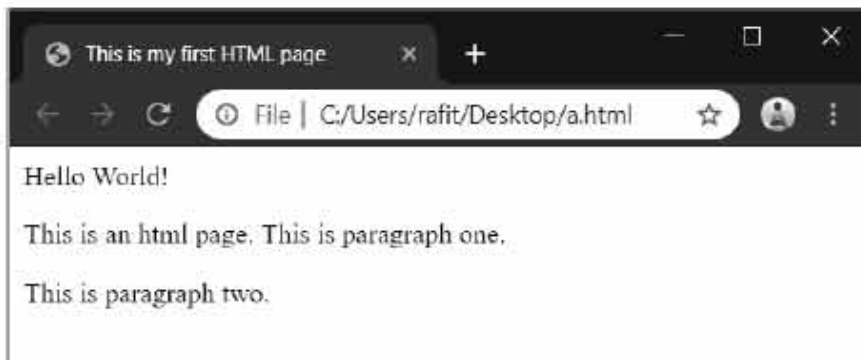 This is my first HTML page
File | C:/Users/rafit/Desktop/a.html
Hello World!
This is an html page. This is paragraph one.
This is paragraph two.